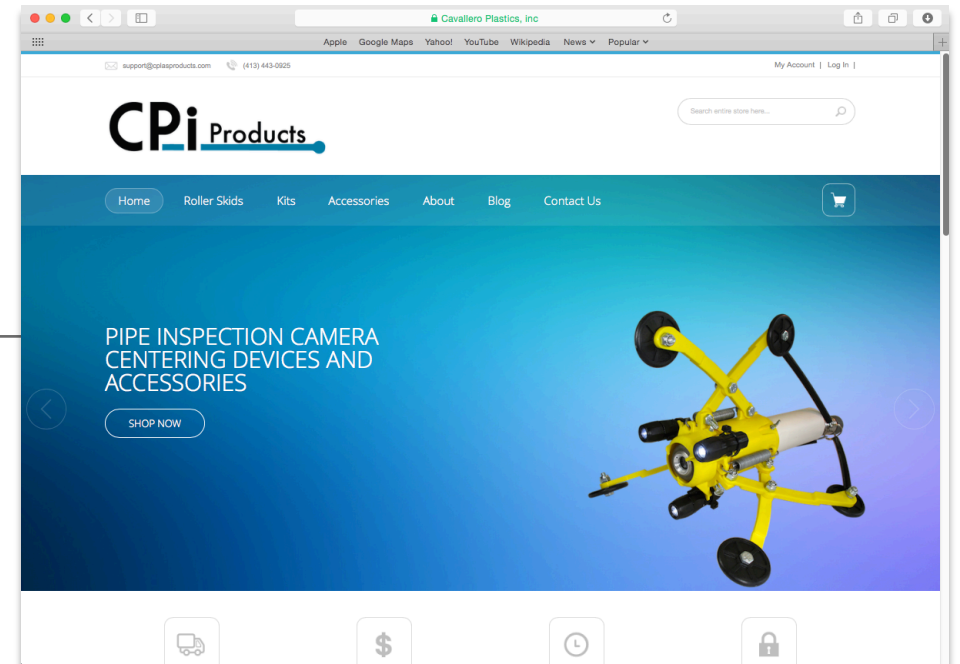 Cavallero Plastics, inc
Apple Google Maps Yahoo! YouTube Wikipedia News Popular
support@cplasproducts.com (413) 443-0925 My Account | Log In |
CPi Products
Search entire store here...
Home Roller Skids Kits Accessories About Blog Contact Us
PIPE INSPECTION CAMERA
CENTERING DEVICES AND
ACCESSORIES
SHOP NOW
$